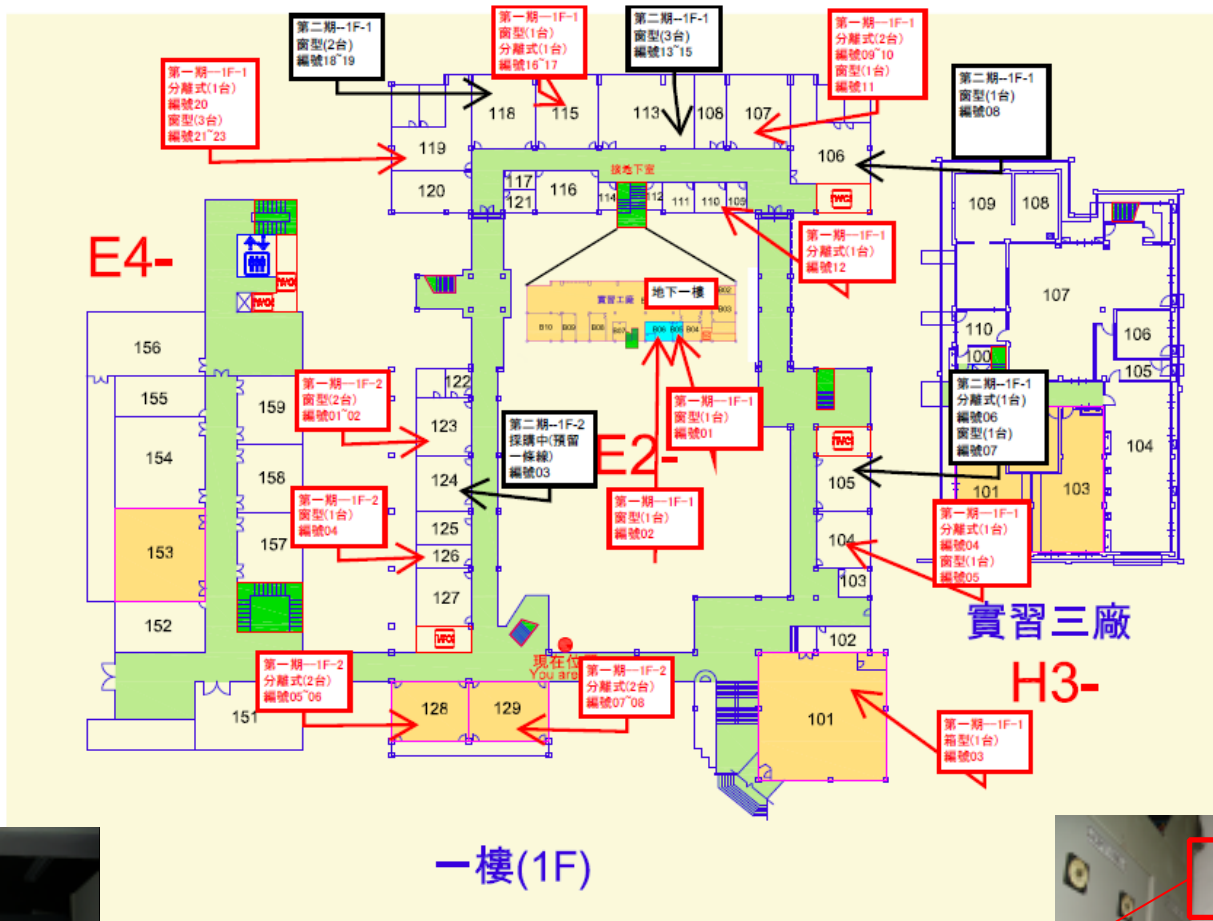 第二期--1F-1
窗型(2台)
編號18~19
第一期--1F-1
窗型(1台)
分離式(1台)
編號16~17
第二期--1F-1
窗型(3台)
編號13~15
第一期--1F-1
分離式(2台)
編號09~10
窗型(1台)
編號11
第一期--1F-1
分離式(1台)
編號20
窗型(3台)
編號21~23
第二期--1F-1
窗型(1台)
編號08
118
115
113
108
107
119
106
120
117
121
116
114
接地下室
112
111
110
109
109
108
第一期--1F-1
分離式(1台)
編號12
E4-
地下一樓
實習工廠
B02
B03
B10
B09
B08
B07
B06
B05
B04
107
106
105
110
100
104
156
155
154
153
152
151
159
158
157
第一期--1F-2
窗型(2台)
編號01~02
122
123
124
125
126
127
第二期--1F-2
採購中(預留
一條線)
編號03
第一期--1F-1
窗型(1台)
編號01
E2-
第二期--1F-1
分離式(1台)
編號06
窗型(1台)
編號07
101
103
105
104
103
102
第一期--1F-2
窗型(1台)
編號04
第一期--1F-1
窗型(1台)
編號02
第一期--1F-1
分離式(1台)
編號04
窗型(1台)
編號05
實習三廠
H3-
現在位
You are
第一期--1F-2
分離式(2台)
編號05~06
128
129
第一期--1F-2
分離式(2台)
編號07~08
101
第一期--1F-1
箱型(1台)
編號03
一樓(1F)